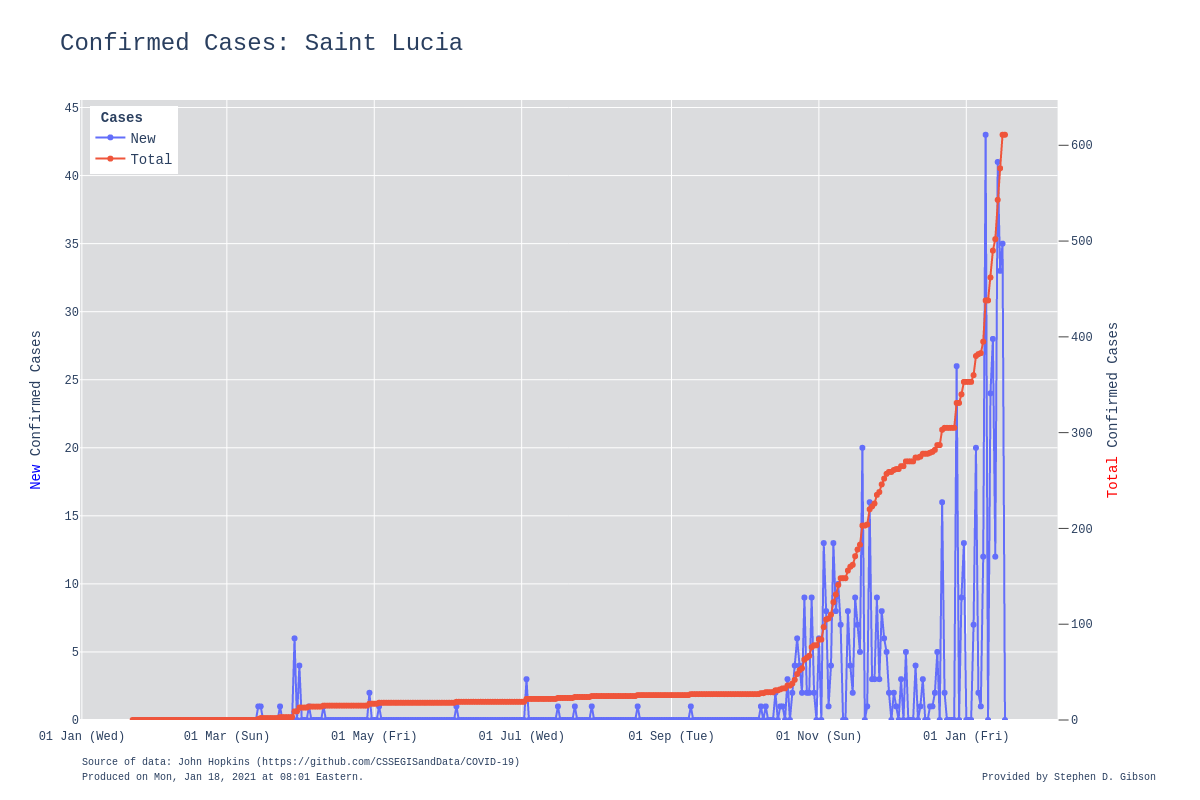 Confirmed Cases: Saint Lucia
Cases
New
Total
45
40
35
30
25
20
15
10
5
0
600
500
400
300
200
100
0
New Confirmed Cases
Total Confirmed Cases
01 Jan (Wed) 01 Mar (Sun) 01 May (Fri) 01 Jul (Wed) 01 Sep (Tue) 01 Nov (Sun) 01 Jan (Fri)
Source of data: John Hopkins (https://github.com/CSSEGISandData/COVID-19)
Produced on Mon, Jan 18, 2021 at 08:01 Eastern.
Provided by Stephen D. Gibson